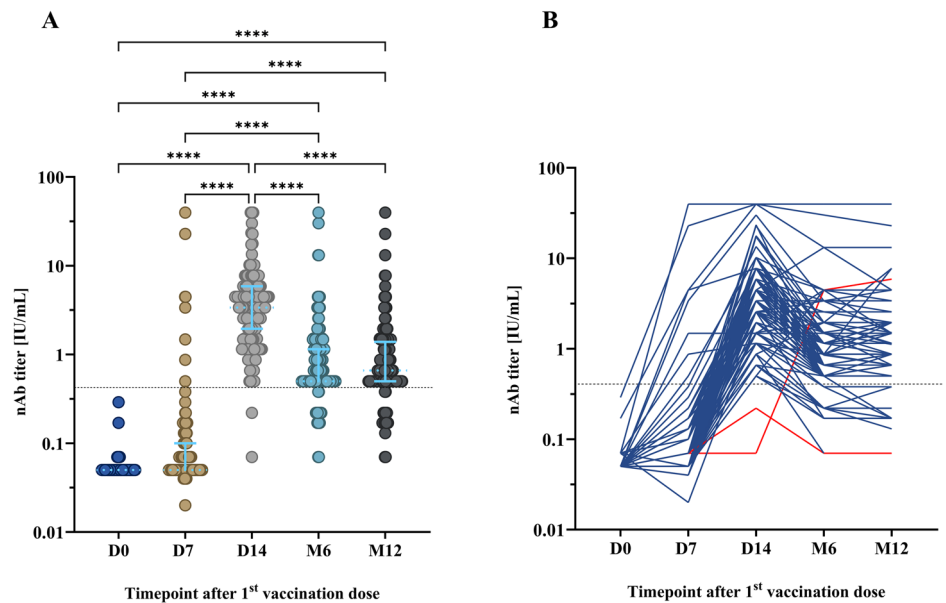 A
B
****
****
****
****
**** ****
**** ****
nAb titer [IU/mL]
100
10
1
0.1
0.01
D0 D7 D14 M6 M12
Timepoint after 1st vaccination dose
nAb titer [IU/mL]
100
10
1
0.1
0.01
D0 D7 D14 M6 M12
Timepoint after 1st vaccination dose